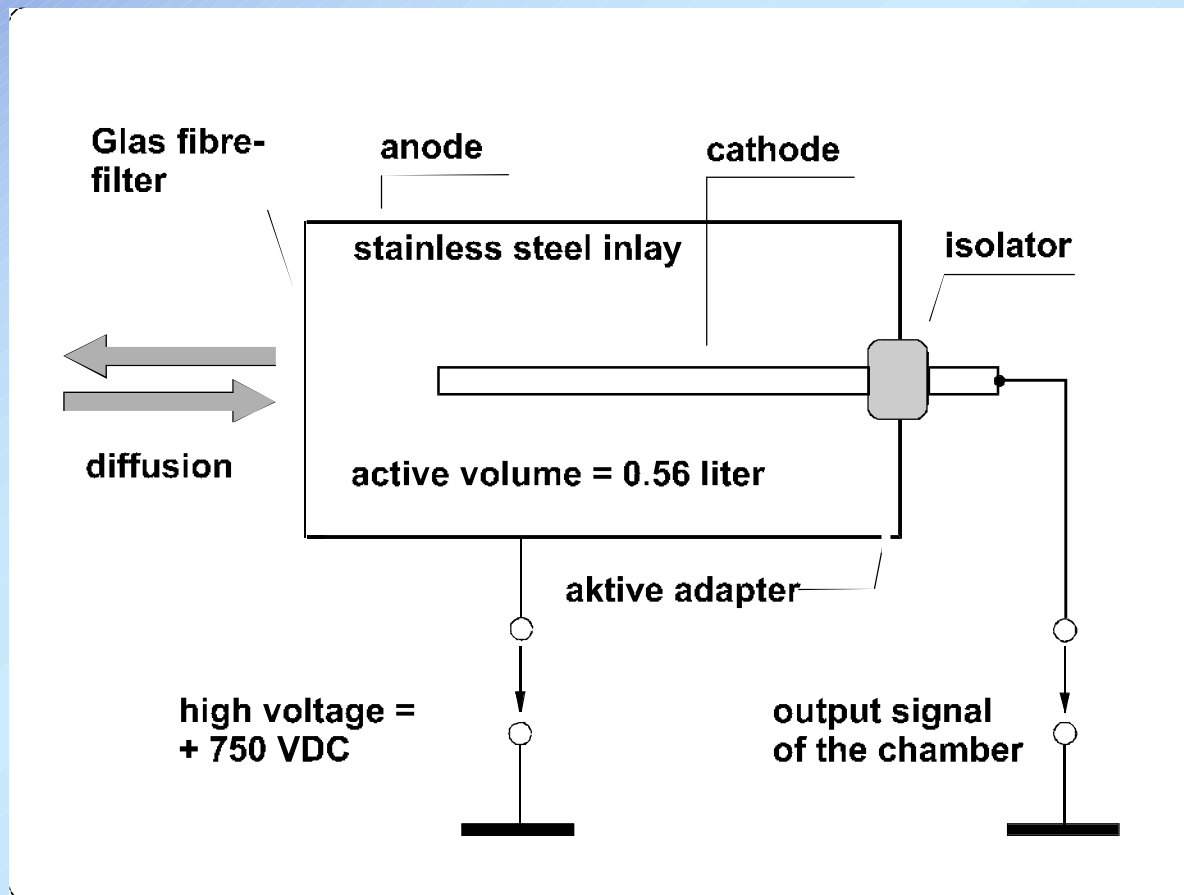 Glas fibre-
filter
anode
cathode
stainless steel inlay
isolator
diffusion
active volume = 0.56 liter
aktive adapter
high voltage =
+ 750 VDC
output signal
of the chamber